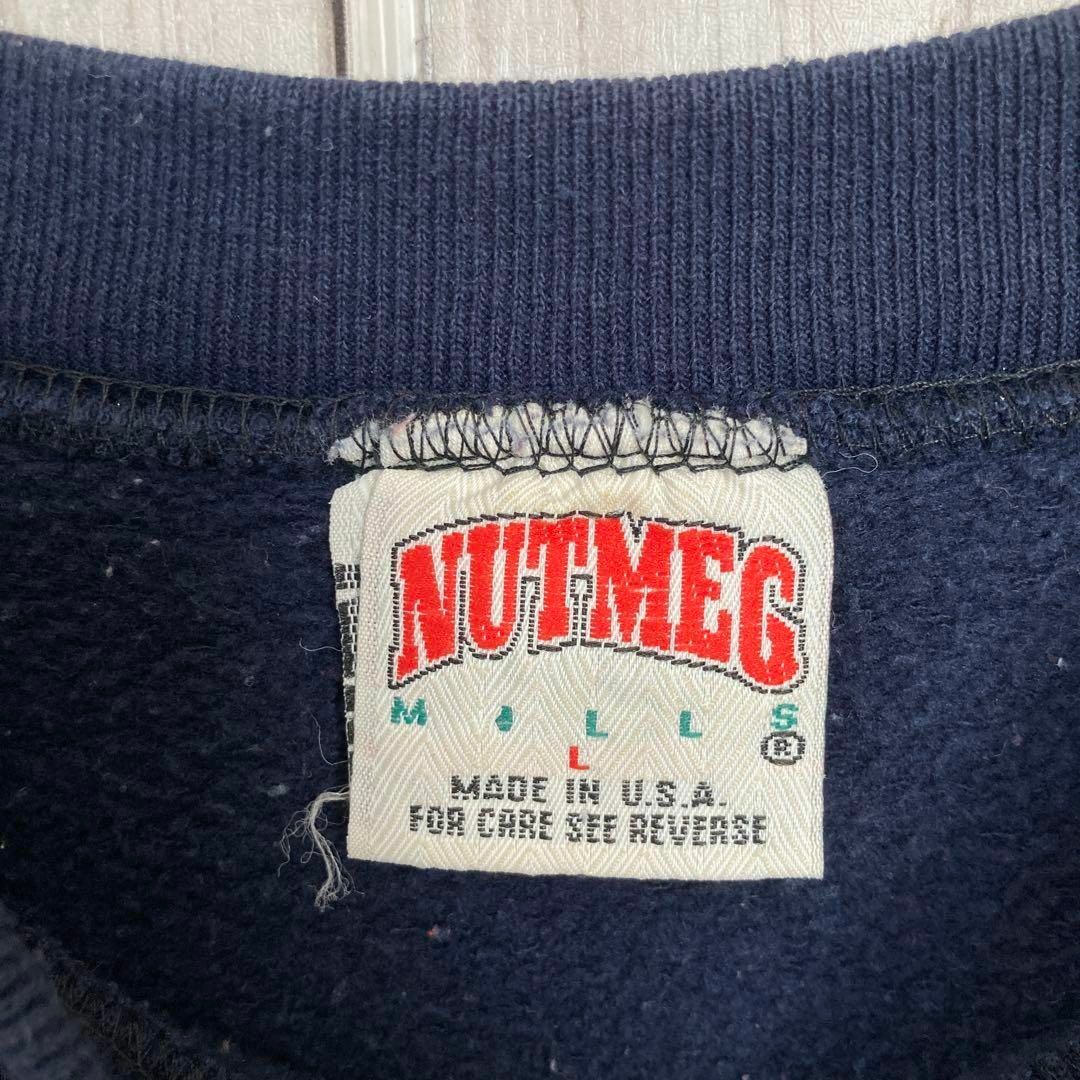 NUTMEG
MILLS
®
L
MADE IN U.S.A.
FOR CARE SEE REVERSE